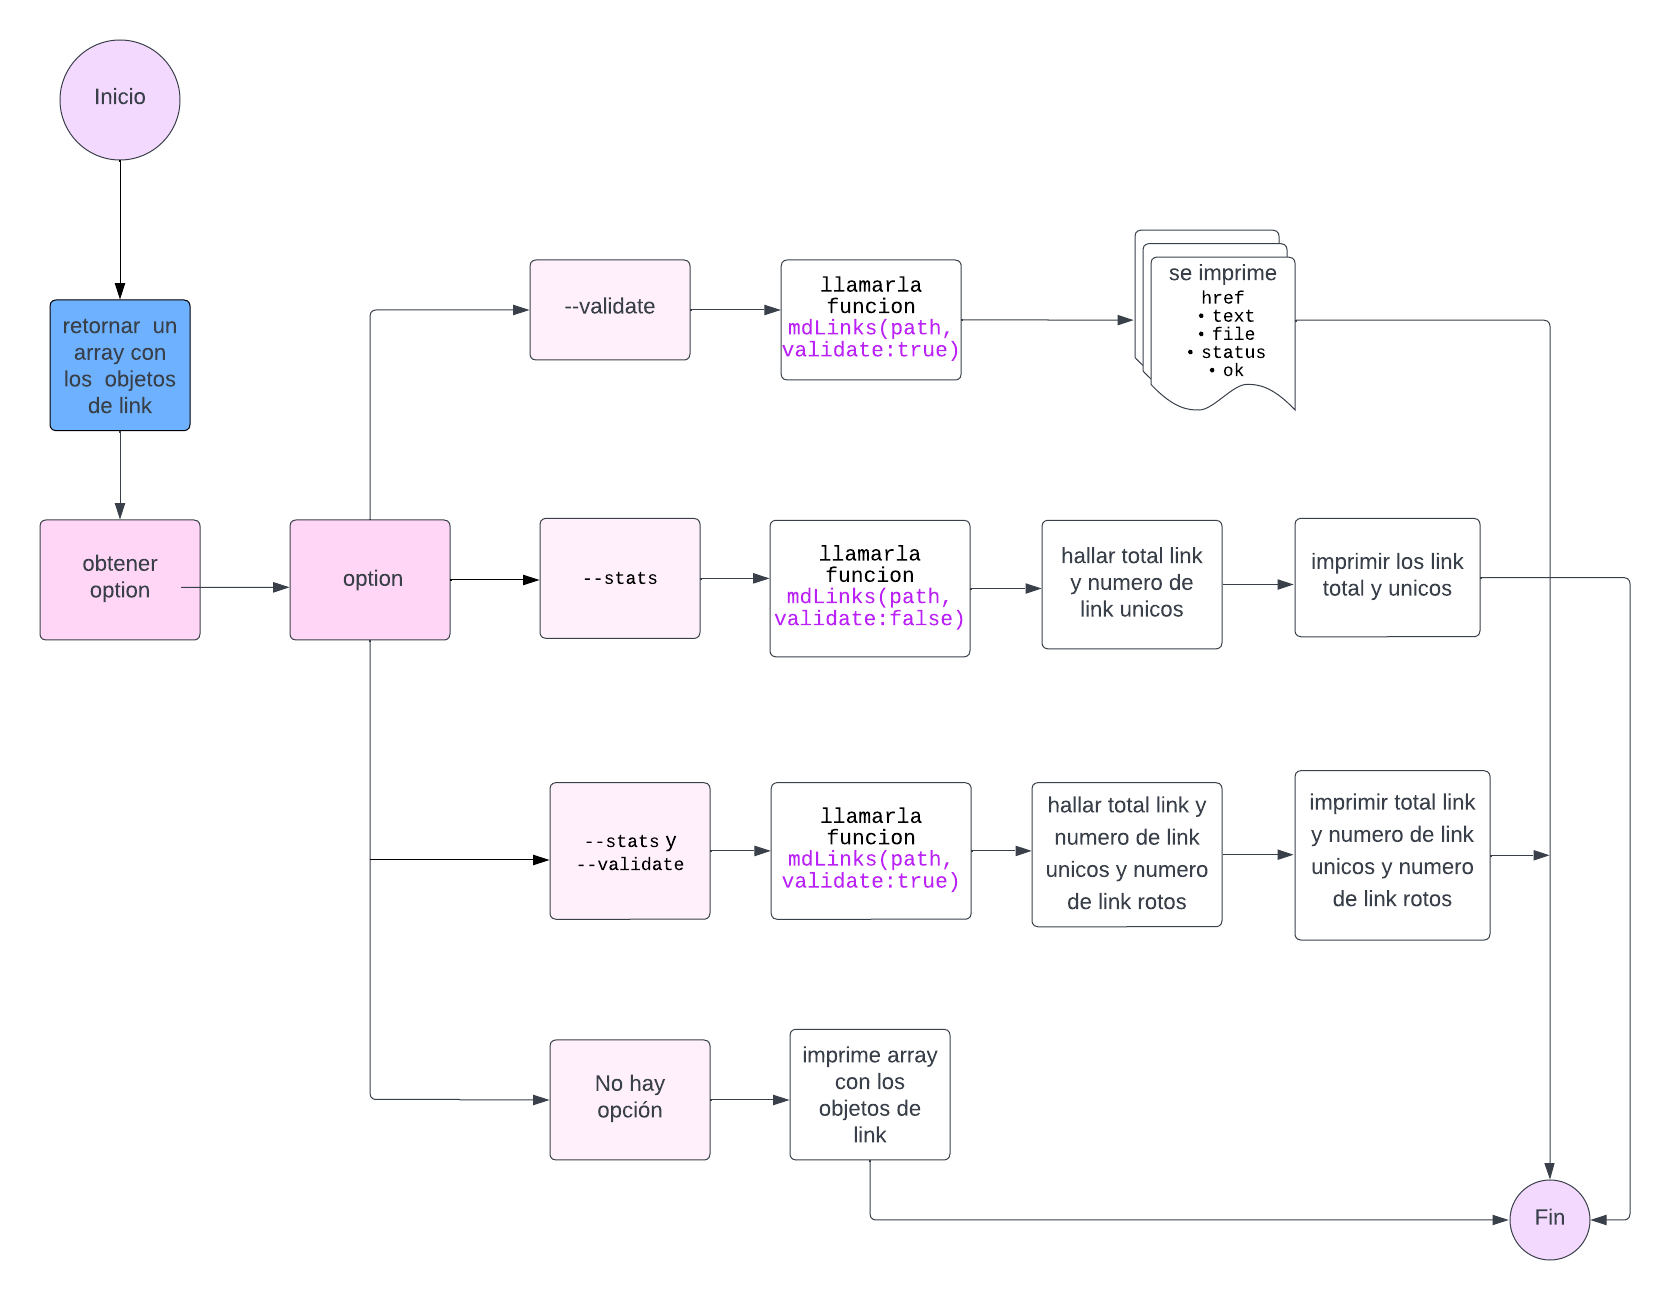 Inicio
retornar un
array con
los objetos
de link
obtener
option
option
--validate
llamarla
funcion
mdLinks(path,
validate:true)
se imprime
href
• text
• file
• status
• ok
--stats
llamarla
funcion
mdLinks(path,
validate:false)
hallar total link
y numero de
link unicos
imprimir los link
total y unicos
--stats y
--validate
llamarla
funcion
mdLinks(path,
validate:true)
hallar total link y
numero de link
unicos y numero
de link rotos
imprimir total link
y numero de link
unicos y numero
de link rotos
No hay
opción
imprime array
con los
objetos de
link
Fin